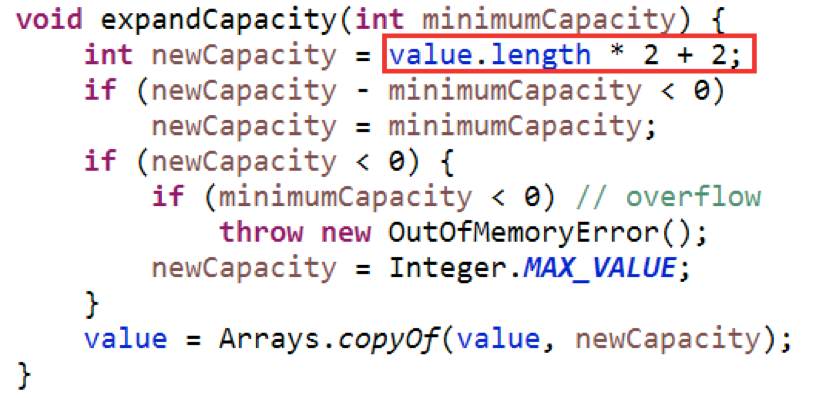 void expandCapacity(int minimumCapacity) {
    int newCapacity = value.length * 2 + 2;
    if (newCapacity - minimumCapacity < 0)
        newCapacity = minimumCapacity;
    if (newCapacity < 0) {
        if (minimumCapacity < 0) // overflow
            throw new OutOfMemoryError();
        newCapacity = Integer.MAX_VALUE;
    }
    value = Arrays.copyOf(value, newCapacity);
}